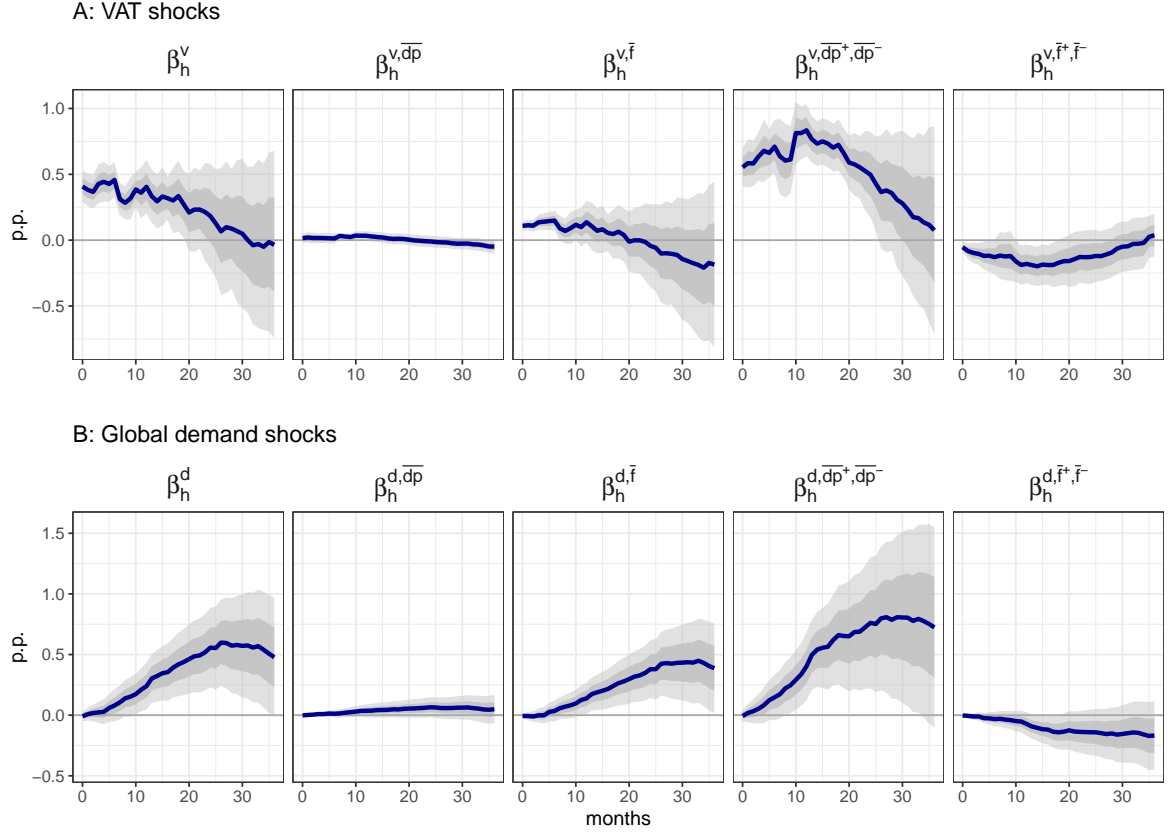 A: VAT shocks
β_h^v
β_h^{v,\overline{dp}}
β_h^{v,\bar{f}}
β_h^{v,\overline{dp}^+,\overline{dp}^-}
β_h^{v,\bar{f}^+,\bar{f}^-}
1.0
0.5
0.0
−0.5
p.p.
0 10 20 30 0 10 20 30 0 10 20 30 0 10 20 30 0 10 20 30
B: Global demand shocks
β_h^d
β_h^{d,\overline{dp}}
β_h^{d,\bar{f}}
β_h^{d,\overline{dp}^+,\overline{dp}^-}
β_h^{d,\bar{f}^+,\bar{f}^-}
1.5
1.0
0.5
0.0
−0.5
p.p.
0 10 20 30 0 10 20 30 0 10 20 30 0 10 20 30 0 10 20 30
months